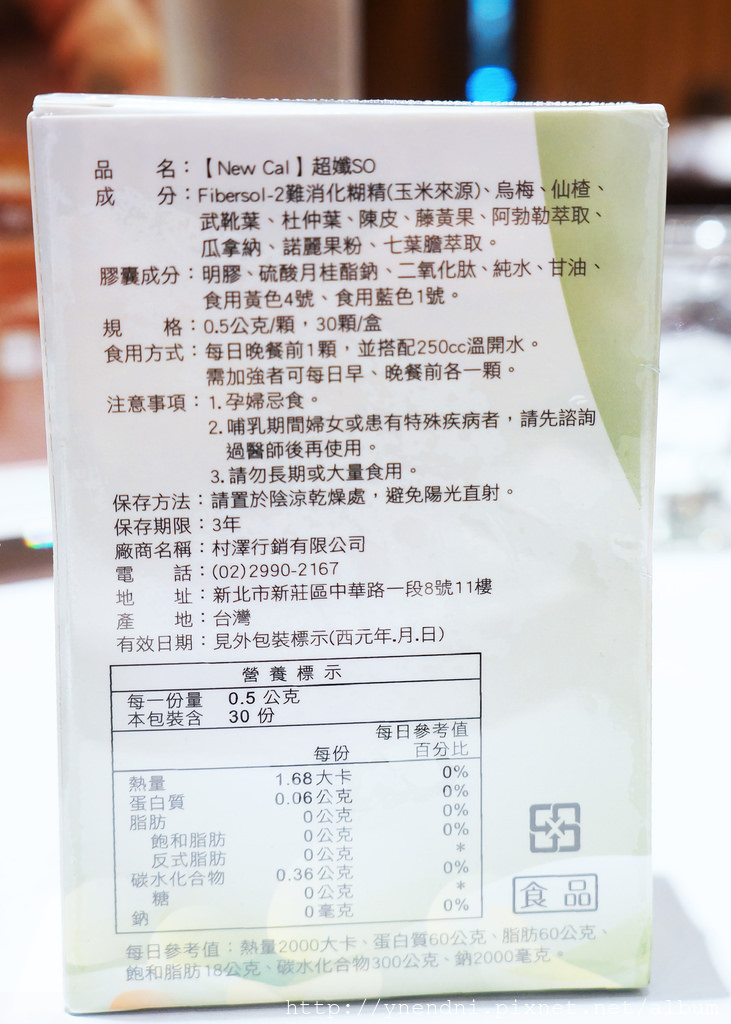 品　　名：【New Cal】超孅SO
成　　分：Fibersol-2難消化糊精(玉米來源)、烏梅、仙楂、
武靴葉、杜仲葉、陳皮、藤黃果、阿勃勒萃取、
瓜拿納、諾麗果粉、七葉膽萃取。
膠囊成分：明膠、硫酸月桂酯鈉、二氧化肽、純水、甘油、
食用黃色4號、食用藍色1號。
規　　格：0.5公克/顆，30顆/盒
食用方式：每日晚餐前1顆，並搭配250cc溫開水。
需加強者可每日早、晚餐前各一顆。
注意事項：1.孕婦忌食。
2.哺乳期間婦女或患有特殊疾病者，請先諮詢
過醫師後再使用。
3.請勿長期或大量食用。
保存方法：請置於陰涼乾燥處，避免陽光直射。
保存期限：3年
廠商名稱：村澤行銷有限公司
電　　話：(02)2990-2167
地　　址：新北市新莊區中華路一段8號11樓
產　　地：台灣
有效日期：見外包裝標示(西元年.月.日)
營養標示
每一份量 0.5 公克
本包裝含 30 份
每份 每日參考值百分比
熱量 1.68大卡 0%
蛋白質 0.06公克 0%
脂肪 0公克 0%
飽和脂肪 0公克 0%
反式脂肪 0公克 *
碳水化合物 0.36公克 0%
糖 0公克 *
鈉 0毫克 0%
食品
每日參考值：熱量2000大卡、蛋白質60公克、脂肪60公克、
飽和脂肪18公克、碳水化合物300公克、鈉2000毫克。
http://ynendni.pixnet.net/album